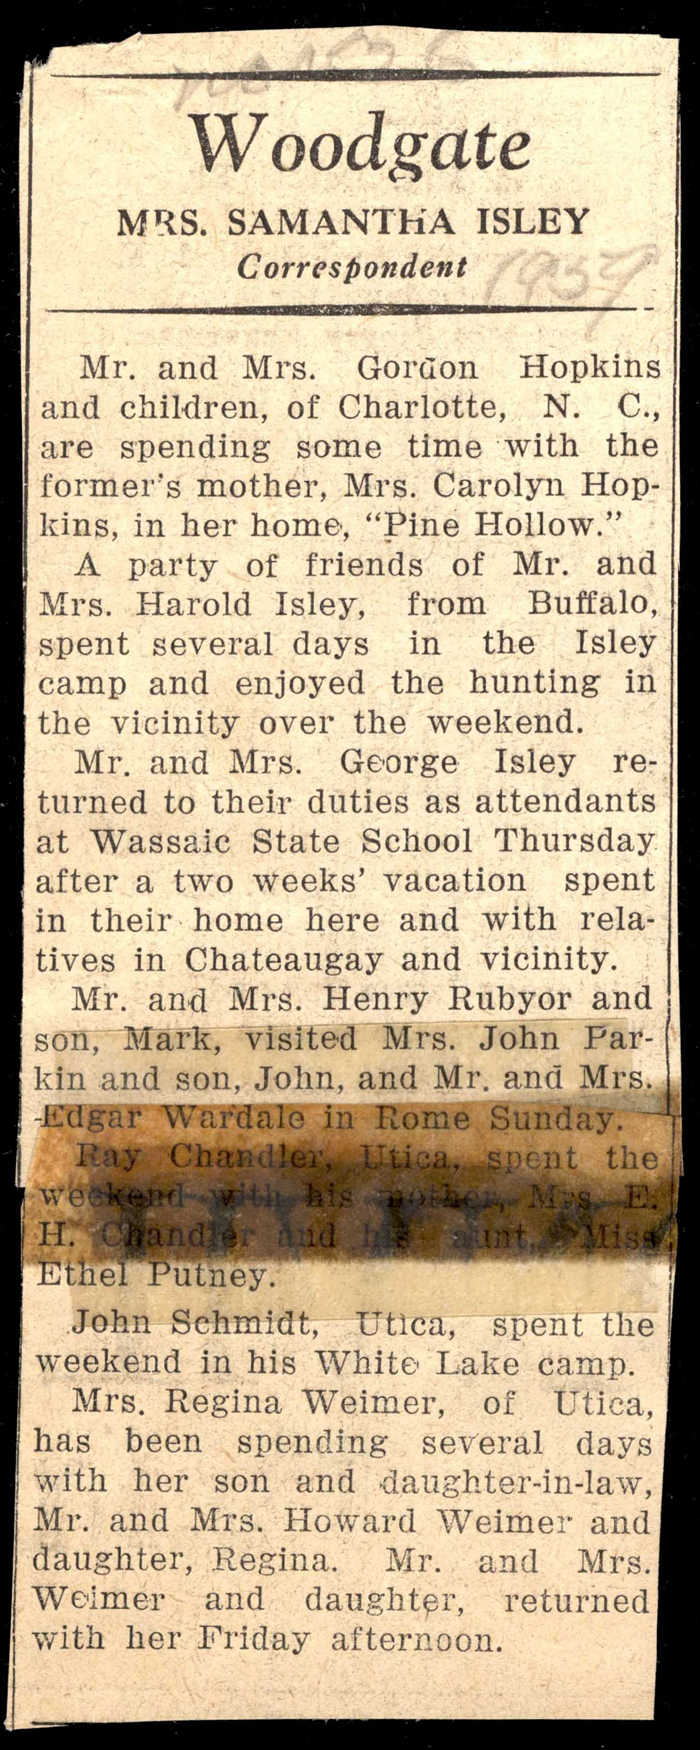 Woodgate
MRS. SAMANTHA ISLEY
Correspondent
1959
Mr. and Mrs. Gordon Hopkins
and children, of Charlotte, N. C.,
are spending some time with the
former's mother, Mrs. Carolyn Hop-
kins, in her home, "Pine Hollow."
A party of friends of Mr. and
Mrs. Harold Isley, from Buffalo,
spent several days in the Isley
camp and enjoyed the hunting in
the vicinity over the weekend.
Mr. and Mrs. George Isley re-
turned to their duties as attendants
at Wassaic State School Thursday
after a two weeks' vacation spent
in their home here and with rela-
tives in Chateaugay and vicinity.
Mr. and Mrs. Henry Rubyor and
son, Mark, visited Mrs. John Par-
kin and son, John, and Mr. and Mrs.
Edgar Wardale in Rome Sunday.
Ray Chandler, Utica, spent the
weekend with his mother, Mrs. E.
H. Chandler and his aunt, Miss
Ethel Putney.
John Schmidt, Utica, spent the
weekend in his White Lake camp.
Mrs. Regina Weimer, of Utica,
has been spending several days
with her son and daughter-in-law,
Mr. and Mrs. Howard Weimer and
daughter, Regina. Mr. and Mrs.
Weimer and daughter, returned
with her Friday afternoon.